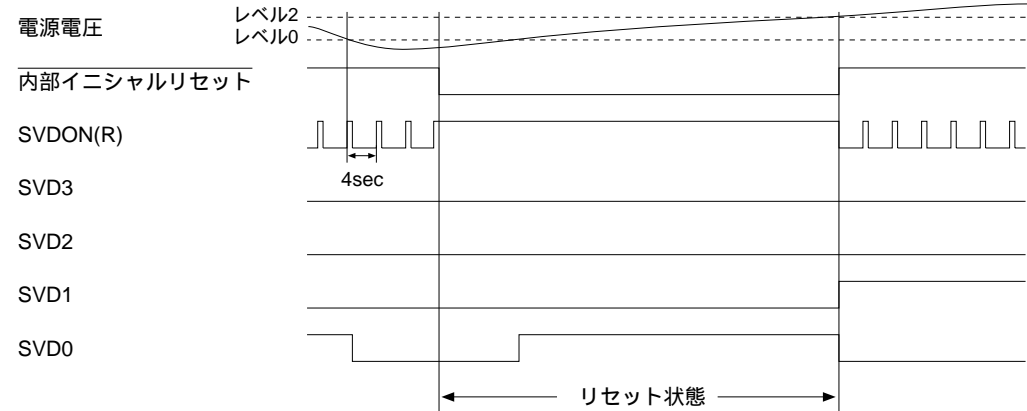 レベル2
電源電圧
レベル0
内部イニシャルリセット
SVDON(R)
4sec
SVD3
SVD2
SVD1
SVD0
リセット状態